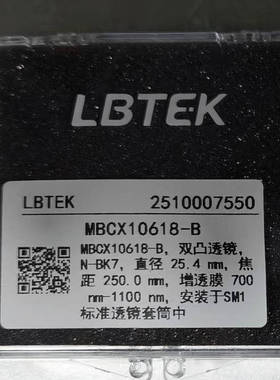 LBTEK
LBTEK 2510007550
MBCX10618-B
MBCX10618-B, 双凸透镜,
N-BK7, 直径 25.4 mm, 焦
距 250.0 mm, 增透膜 700
nm-1100 nm, 安装于SM1
标准透镜套筒中